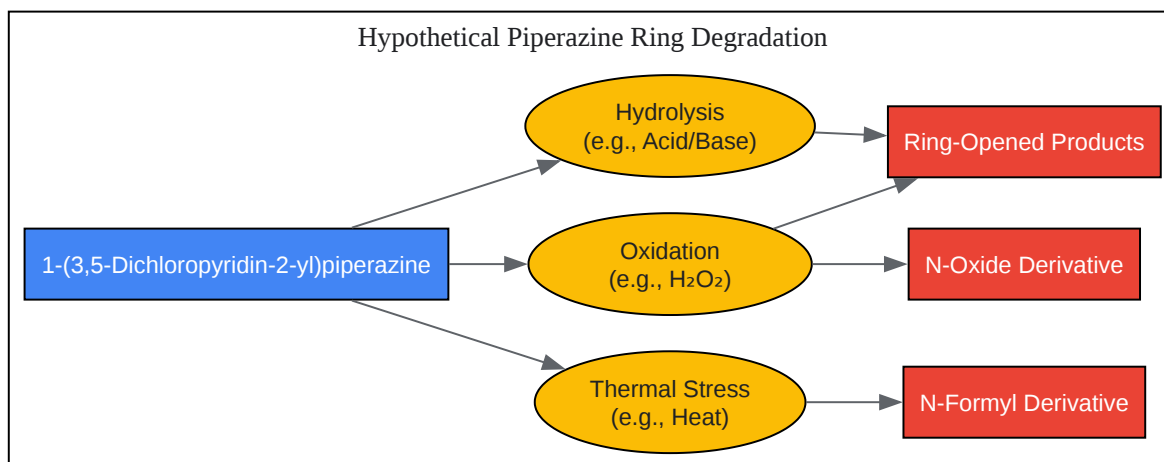 Hypothetical Piperazine Ring Degradation
Hydrolysis
(e.g., Acid/Base)
Ring-Opened Products
1-(3,5-Dichloropyridin-2-yl)piperazine
Oxidation
(e.g., H₂O₂)
N-Oxide Derivative
Thermal Stress
(e.g., Heat)
N-Formyl Derivative